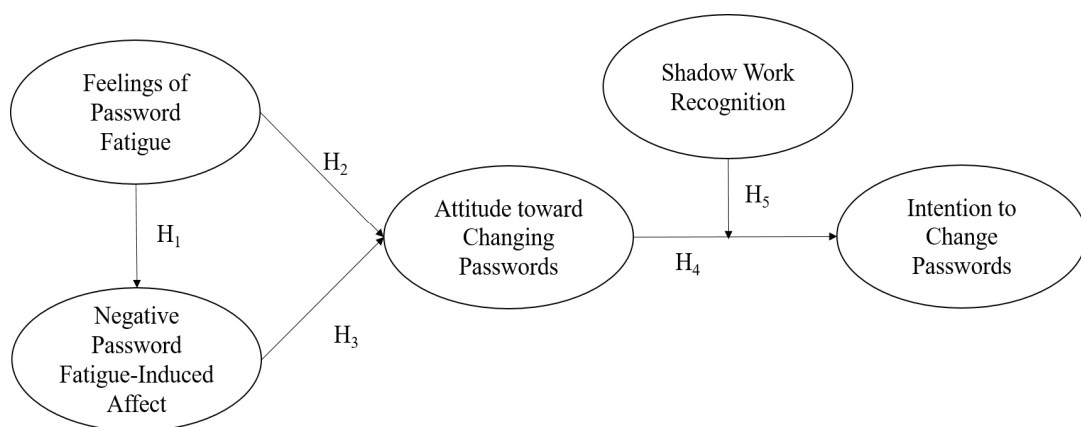 Feelings of
Password
Fatigue
Shadow Work
Recognition
H₂
H₅
Attitude toward
Changing
Passwords
Intention to
Change
Passwords
H₁
H₄
Negative
Password
Fatigue-Induced
Affect
H₃